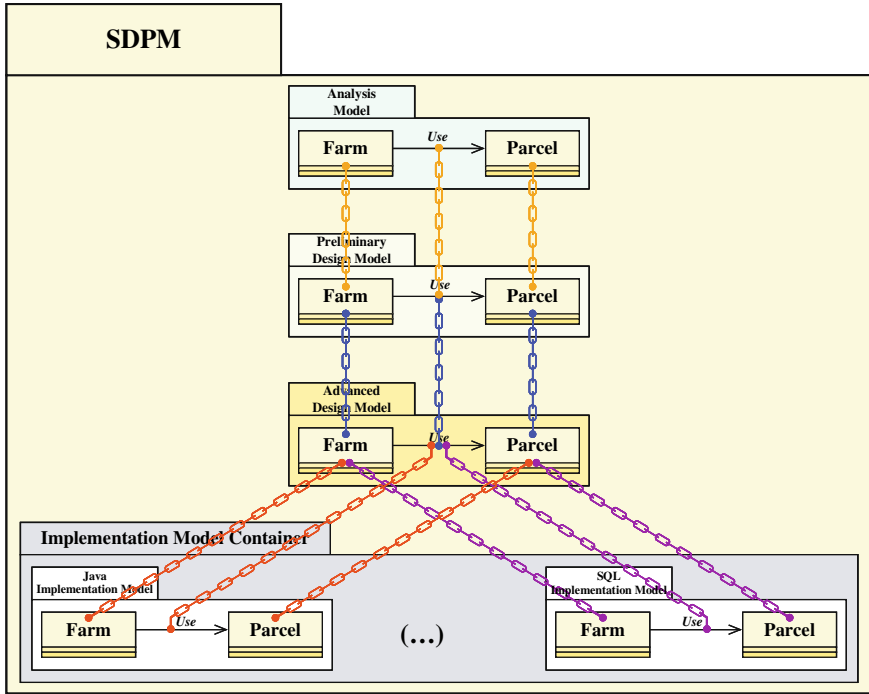 SDPM
Analysis
Model
Use
Farm
Parcel
Preliminary
Design Model
Farm
Parcel
Use
Advanced
Design Model
Use
Farm
Parcel
Implementation Model Container
Java
Implementation Model
Use
Farm
Parcel
(...)
SQL
Implementation Model
Use
Farm
Parcel